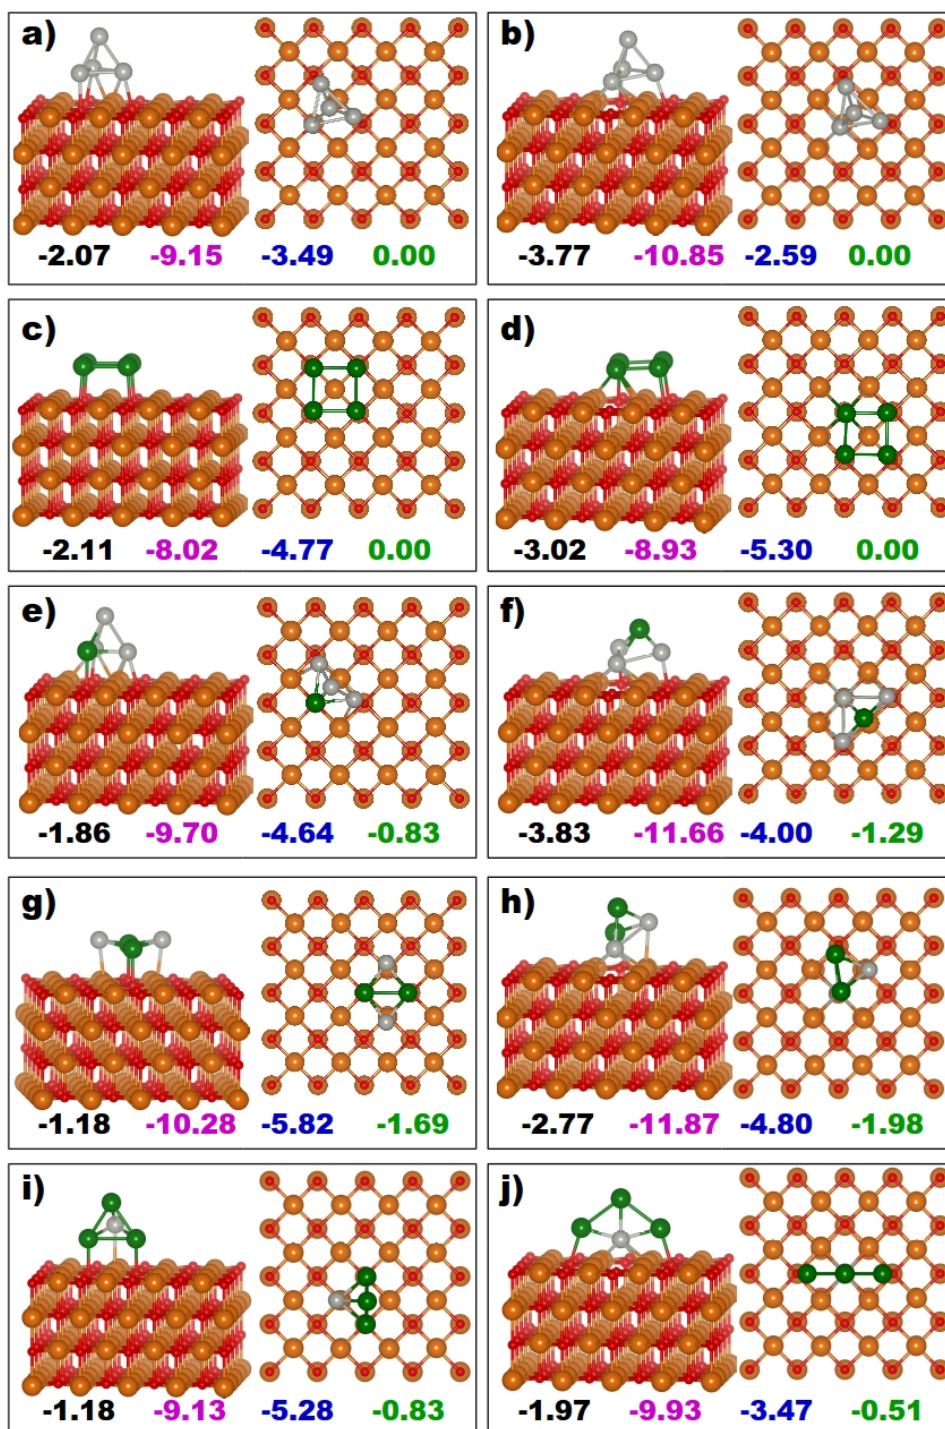 a) b)
-2.07 -9.15 -3.49 0.00 -3.77 -10.85 -2.59 0.00
c) d)
-2.11 -8.02 -4.77 0.00 -3.02 -8.93 -5.30 0.00
e) f)
-1.86 -9.70 -4.64 -0.83 -3.83 -11.66 -4.00 -1.29
g) h)
-1.18 -10.28 -5.82 -1.69 -2.77 -11.87 -4.80 -1.98
i) j)
-1.18 -9.13 -5.28 -0.83 -1.97 -9.93 -3.47 -0.51